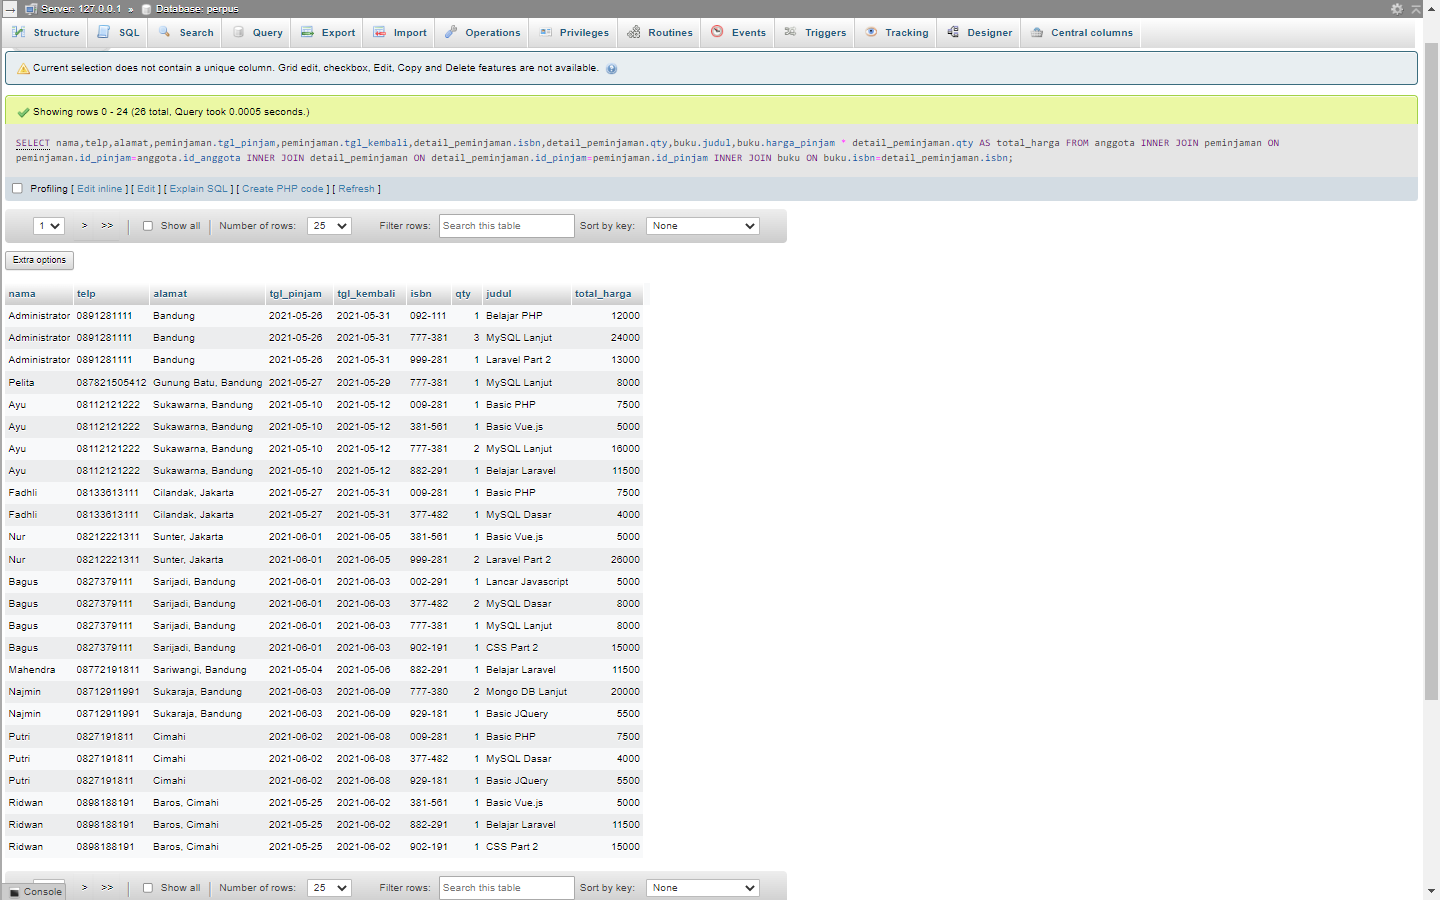 Server: 127.0.0.1 » Database: perpus
Structure SQL Search Query Export Import Operations Privileges Routines Events Triggers Tracking Designer Central columns
Current selection does not contain a unique column. Grid edit, checkbox, Edit, Copy and Delete features are not available.
Showing rows 0 - 24 (26 total, Query took 0.0005 seconds.)
SELECT nama,telp,alamat,peminjaman.tgl_pinjam,peminjaman.tgl_kembali,detail_peminjaman.isbn,detail_peminjaman.qty,buku.judul,buku.harga_pinjam * detail_peminjaman.qty AS total_harga FROM anggota INNER JOIN peminjaman ON
peminjaman.id_pinjam=anggota.id_anggota INNER JOIN detail_peminjaman ON detail_peminjaman.id_pinjam=peminjaman.id_pinjam INNER JOIN buku ON buku.isbn=detail_peminjaman.isbn;
Profiling [ Edit inline ] [ Edit ] [ Explain SQL ] [ Create PHP code ] [ Refresh ]
1 > >> Show all Number of rows: 25 Filter rows: Search this table Sort by key: None
Extra options
nama telp alamat tgl_pinjam tgl_kembali isbn qty judul total_harga
Administrator 0891281111 Bandung 2021-05-26 2021-05-31 092-111 1 Belajar PHP 12000
Administrator 0891281111 Bandung 2021-05-26 2021-05-31 777-381 3 MySQL Lanjut 24000
Administrator 0891281111 Bandung 2021-05-26 2021-05-31 999-281 1 Laravel Part 2 13000
Pelita 087821505412 Gunung Batu, Bandung 2021-05-27 2021-05-29 777-381 1 MySQL Lanjut 8000
Ayu 08112121222 Sukawarna, Bandung 2021-05-10 2021-05-12 009-281 1 Basic PHP 7500
Ayu 08112121222 Sukawarna, Bandung 2021-05-10 2021-05-12 381-561 1 Basic Vue.js 5000
Ayu 08112121222 Sukawarna, Bandung 2021-05-10 2021-05-12 777-381 2 MySQL Lanjut 16000
Ayu 08112121222 Sukawarna, Bandung 2021-05-10 2021-05-12 882-291 1 Belajar Laravel 11500
Fadhli 08133613111 Cilandak, Jakarta 2021-05-27 2021-05-31 009-281 1 Basic PHP 7500
Fadhli 08133613111 Cilandak, Jakarta 2021-05-27 2021-05-31 377-482 1 MySQL Dasar 4000
Nur 08212221311 Sunter, Jakarta 2021-06-01 2021-06-05 381-561 1 Basic Vue.js 5000
Nur 08212221311 Sunter, Jakarta 2021-06-01 2021-06-05 999-281 2 Laravel Part 2 26000
Bagus 0827379111 Sarijadi, Bandung 2021-06-01 2021-06-03 002-291 1 Lancar Javascript 5000
Bagus 0827379111 Sarijadi, Bandung 2021-06-01 2021-06-03 377-482 2 MySQL Dasar 8000
Bagus 0827379111 Sarijadi, Bandung 2021-06-01 2021-06-03 777-381 1 MySQL Lanjut 8000
Bagus 0827379111 Sarijadi, Bandung 2021-06-01 2021-06-03 902-191 1 CSS Part 2 15000
Mahendra 08772191811 Sariwangi, Bandung 2021-05-04 2021-05-06 882-291 1 Belajar Laravel 11500
Najmin 08712911991 Sukaraja, Bandung 2021-06-03 2021-06-09 777-380 2 Mongo DB Lanjut 20000
Najmin 08712911991 Sukaraja, Bandung 2021-06-03 2021-06-09 929-181 1 Basic JQuery 5500
Putri 0827191811 Cimahi 2021-06-02 2021-06-08 009-281 1 Basic PHP 7500
Putri 0827191811 Cimahi 2021-06-02 2021-06-08 377-482 1 MySQL Dasar 4000
Putri 0827191811 Cimahi 2021-06-02 2021-06-08 929-181 1 Basic JQuery 5500
Ridwan 0898188191 Baros, Cimahi 2021-05-25 2021-06-02 381-561 1 Basic Vue.js 5000
Ridwan 0898188191 Baros, Cimahi 2021-05-25 2021-06-02 882-291 1 Belajar Laravel 11500
Ridwan 0898188191 Baros, Cimahi 2021-05-25 2021-06-02 902-191 1 CSS Part 2 15000
> >> Show all Number of rows: 25 Filter rows: Search this table Sort by key: None
Console